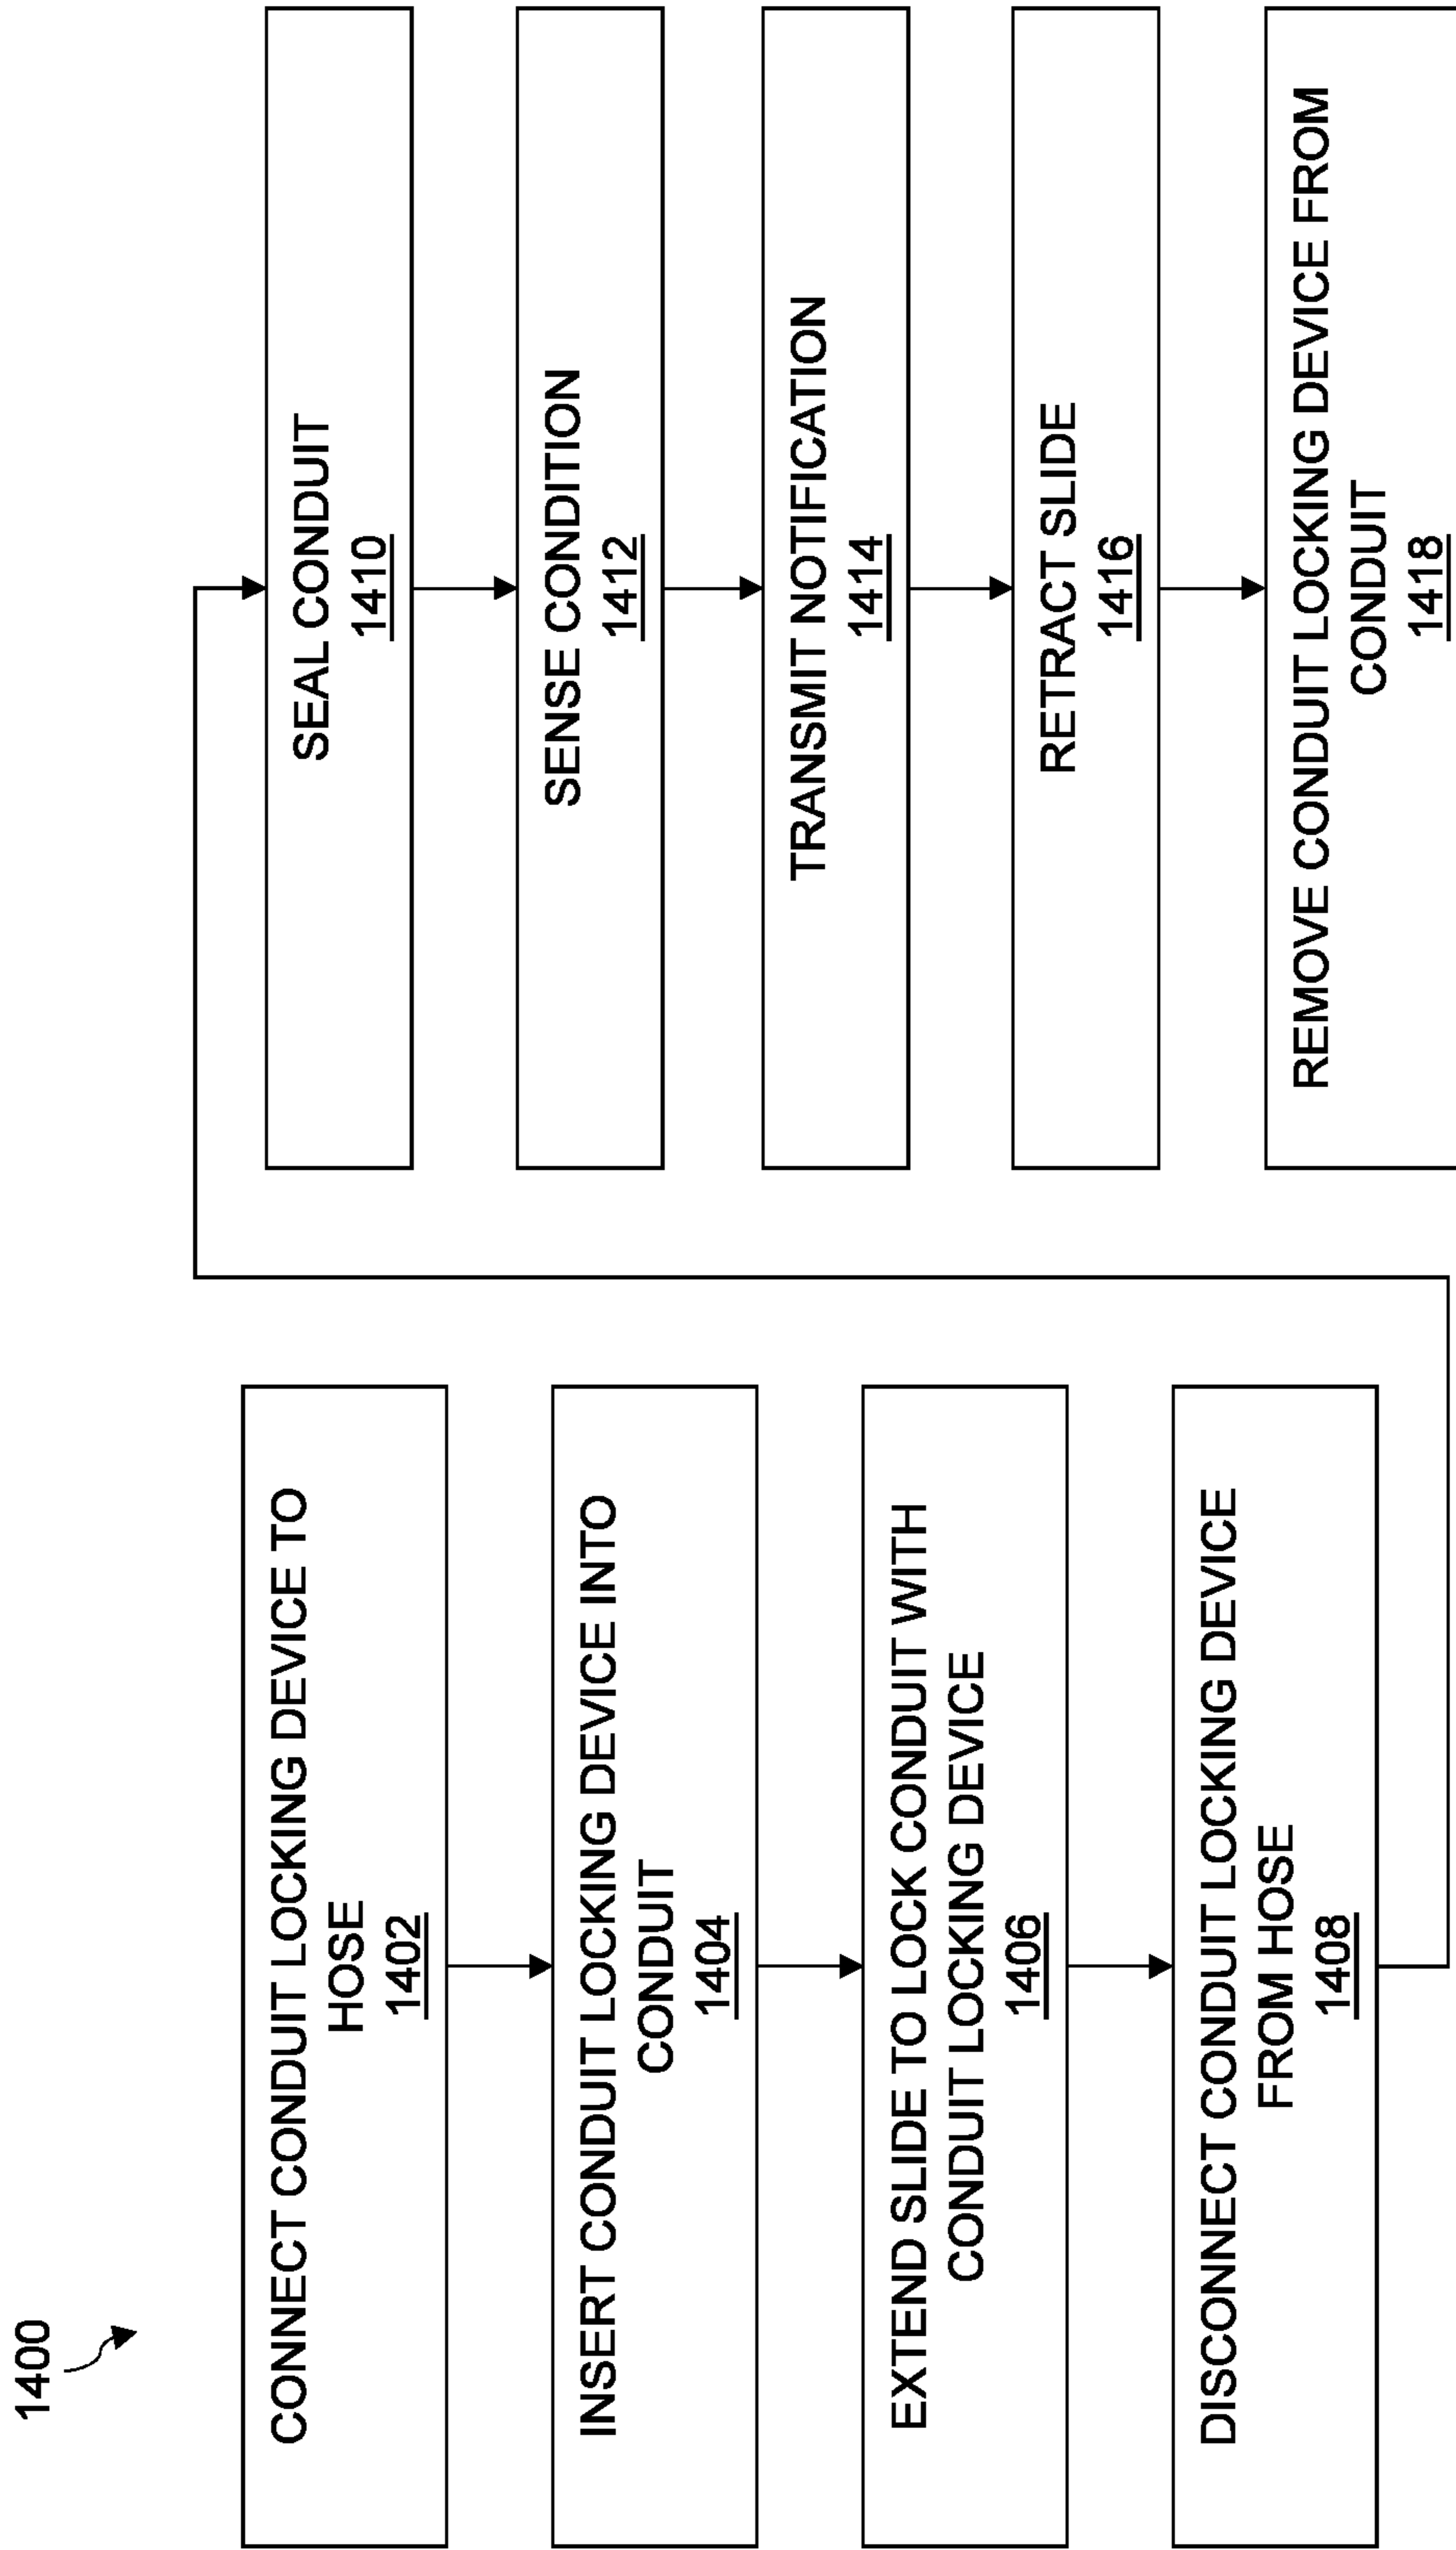 1400
CONNECT CONDUIT LOCKING DEVICE TO
HOSE
1402
INSERT CONDUIT LOCKING DEVICE INTO
CONDUIT
1404
EXTEND SLIDE TO LOCK CONDUIT WITH
CONDUIT LOCKING DEVICE
1406
DISCONNECT CONDUIT LOCKING DEVICE
FROM HOSE
1408
SEAL CONDUIT
1410
SENSE CONDITION
1412
TRANSMIT NOTIFICATION
1414
RETRACT SLIDE
1416
REMOVE CONDUIT LOCKING DEVICE FROM
CONDUIT
1418